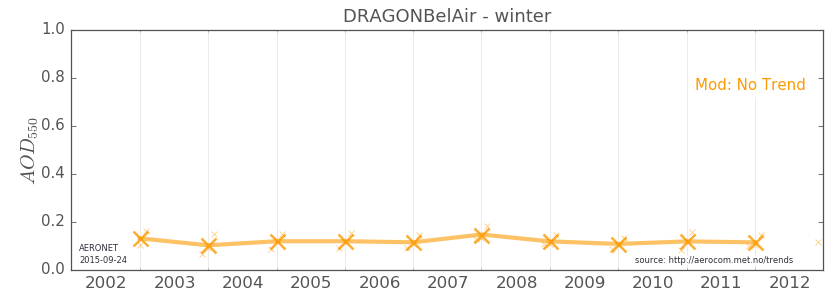 DRAGONBelAir - winter
1.0
0.8
0.6
0.4
0.2
0.0
AOD550
Mod: No Trend
AERONET
2015-09-24
source: http://aerocom.met.no/trends
2002 2003 2004 2005 2006 2007 2008 2009 2010 2011 2012